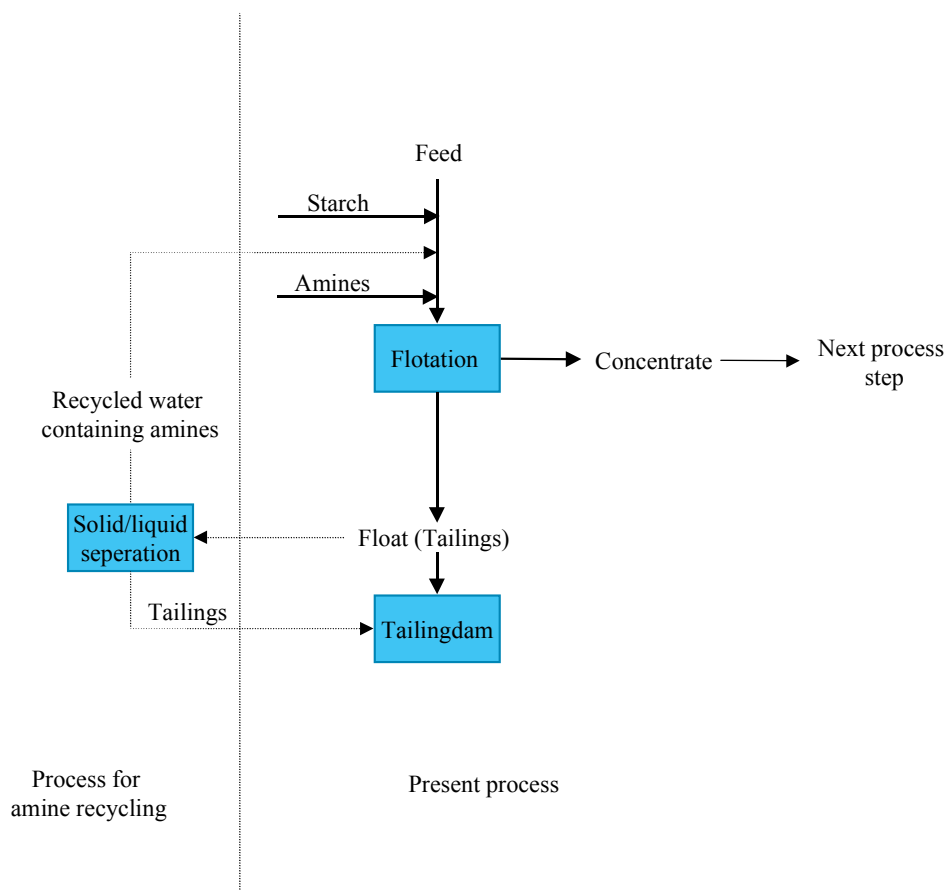 Feed
Starch
Amines
Flotation
Concentrate
Next process
step
Recycled water
containing amines
Solid/liquid
seperation
Float (Tailings)
Tailings
Tailingdam
Process for
amine recycling
Present process